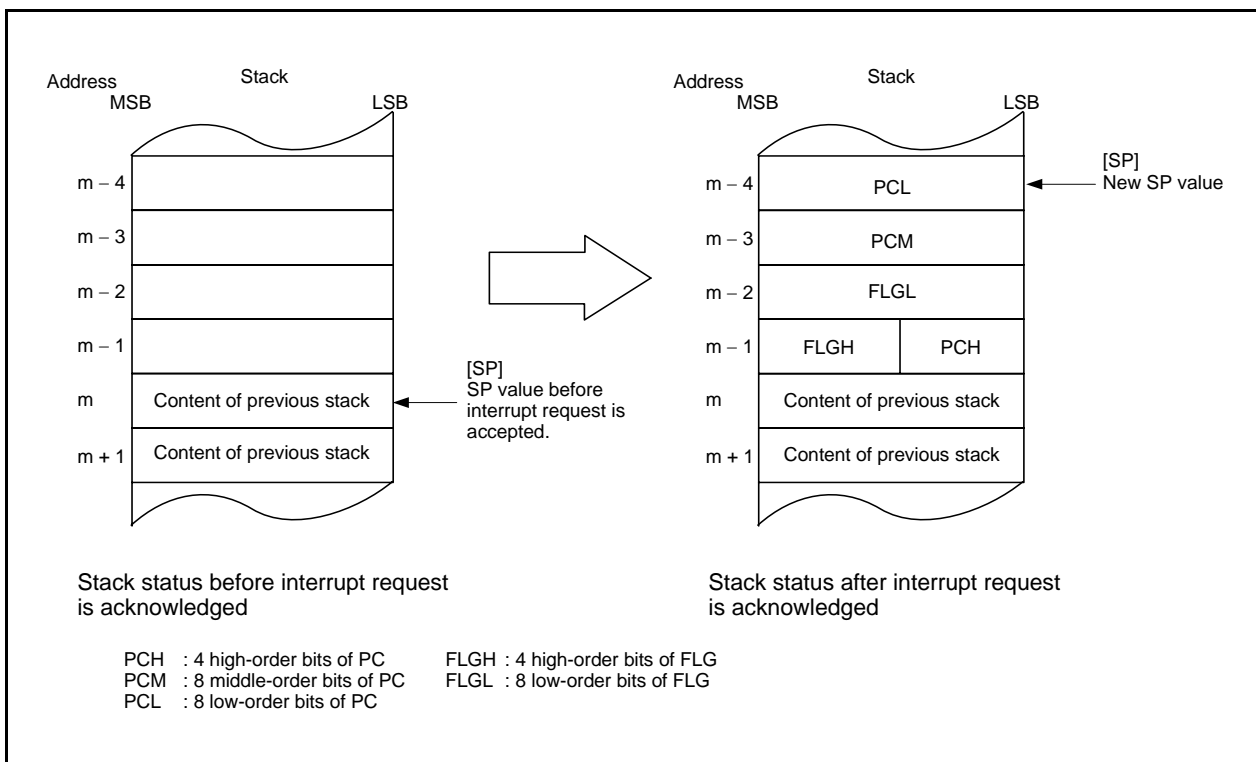 Address
MSB
Stack
LSB
m – 4
m – 3
m – 2
m – 1
m
Content of previous stack
m + 1
Content of previous stack
[SP]
SP value before
interrupt request is
accepted.
Stack status before interrupt request
is acknowledged
Address
MSB
Stack
LSB
m – 4
PCL
m – 3
PCM
m – 2
FLGL
m – 1
FLGH
PCH
m
Content of previous stack
m + 1
Content of previous stack
[SP]
New SP value
Stack status after interrupt request
is acknowledged
PCH : 4 high-order bits of PC
PCM : 8 middle-order bits of PC
PCL : 8 low-order bits of PC
FLGH : 4 high-order bits of FLG
FLGL : 8 low-order bits of FLG